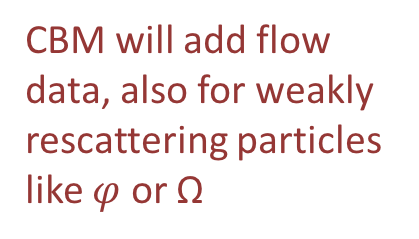 CBM will add flow
data, also for weakly
rescattering particles
like φ or Ω